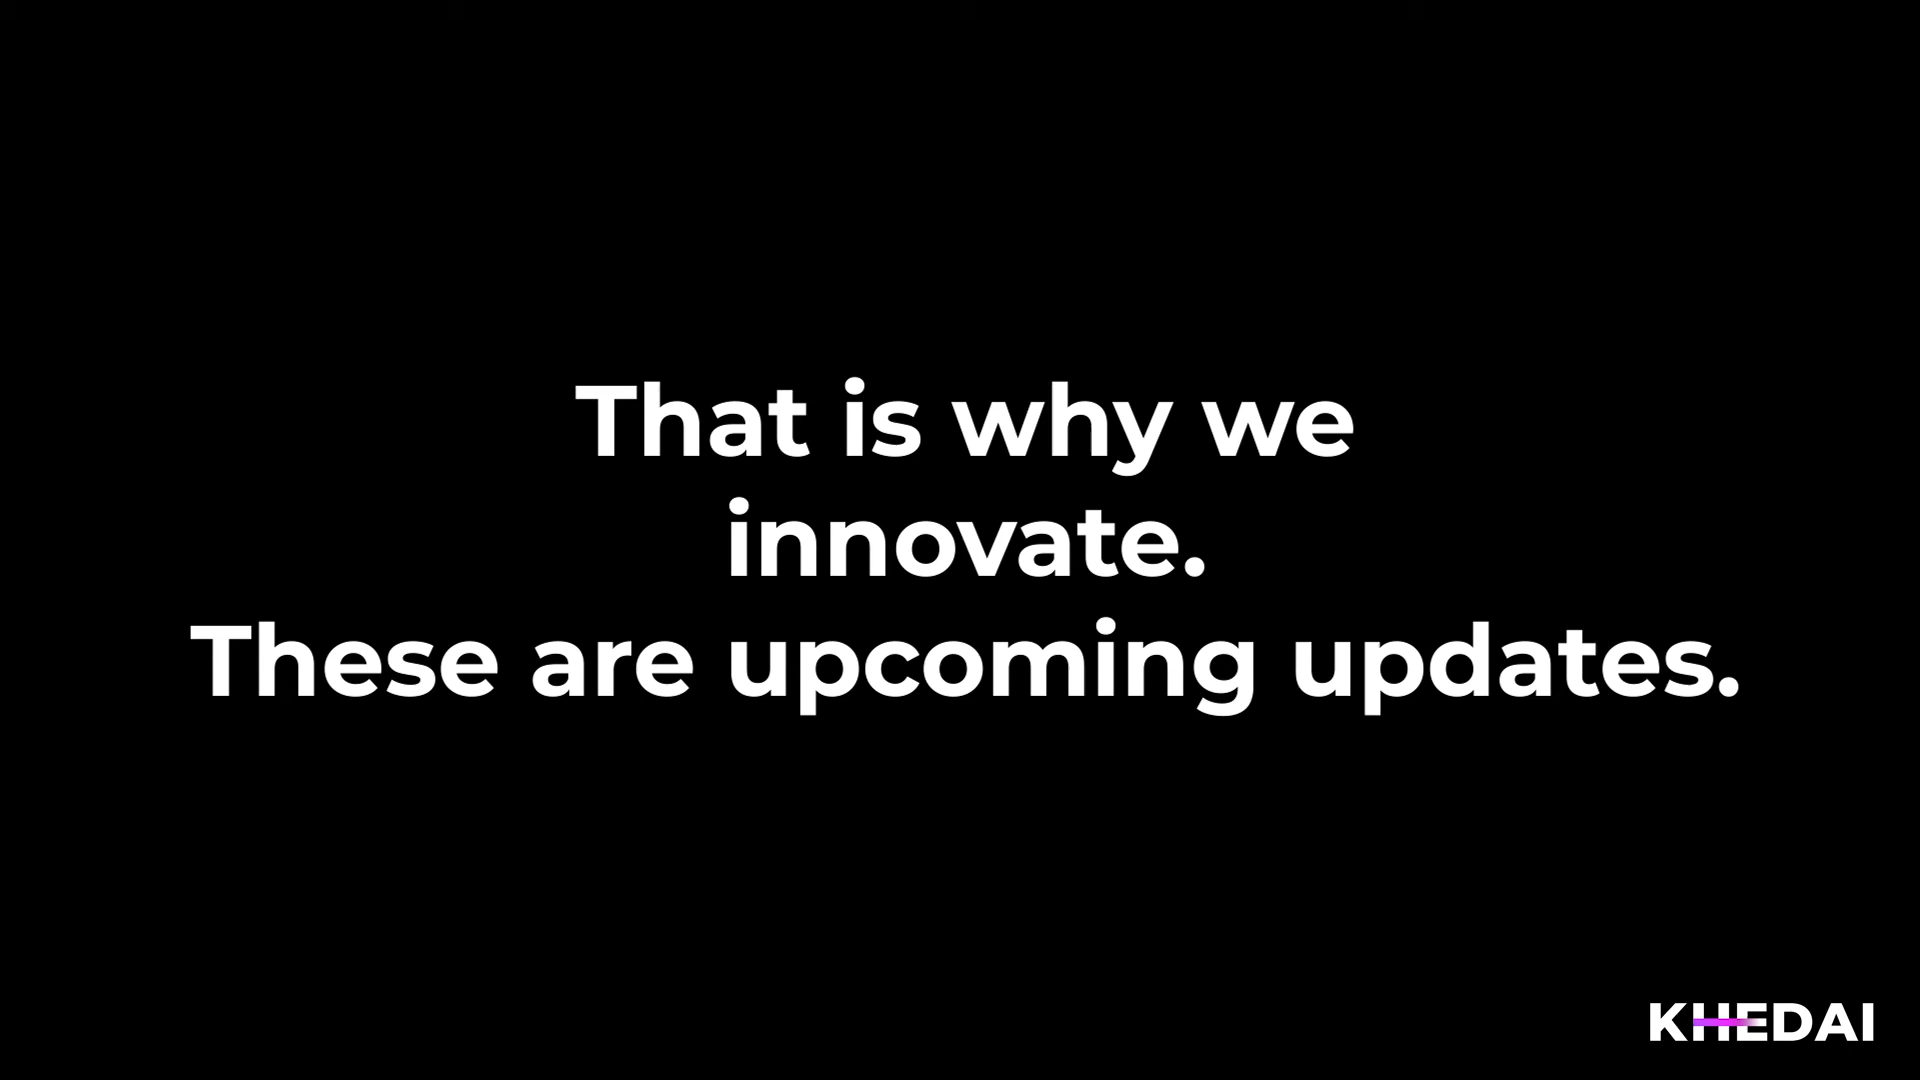 That is why we
innovate.
These are upcoming updates.
KHEDAI